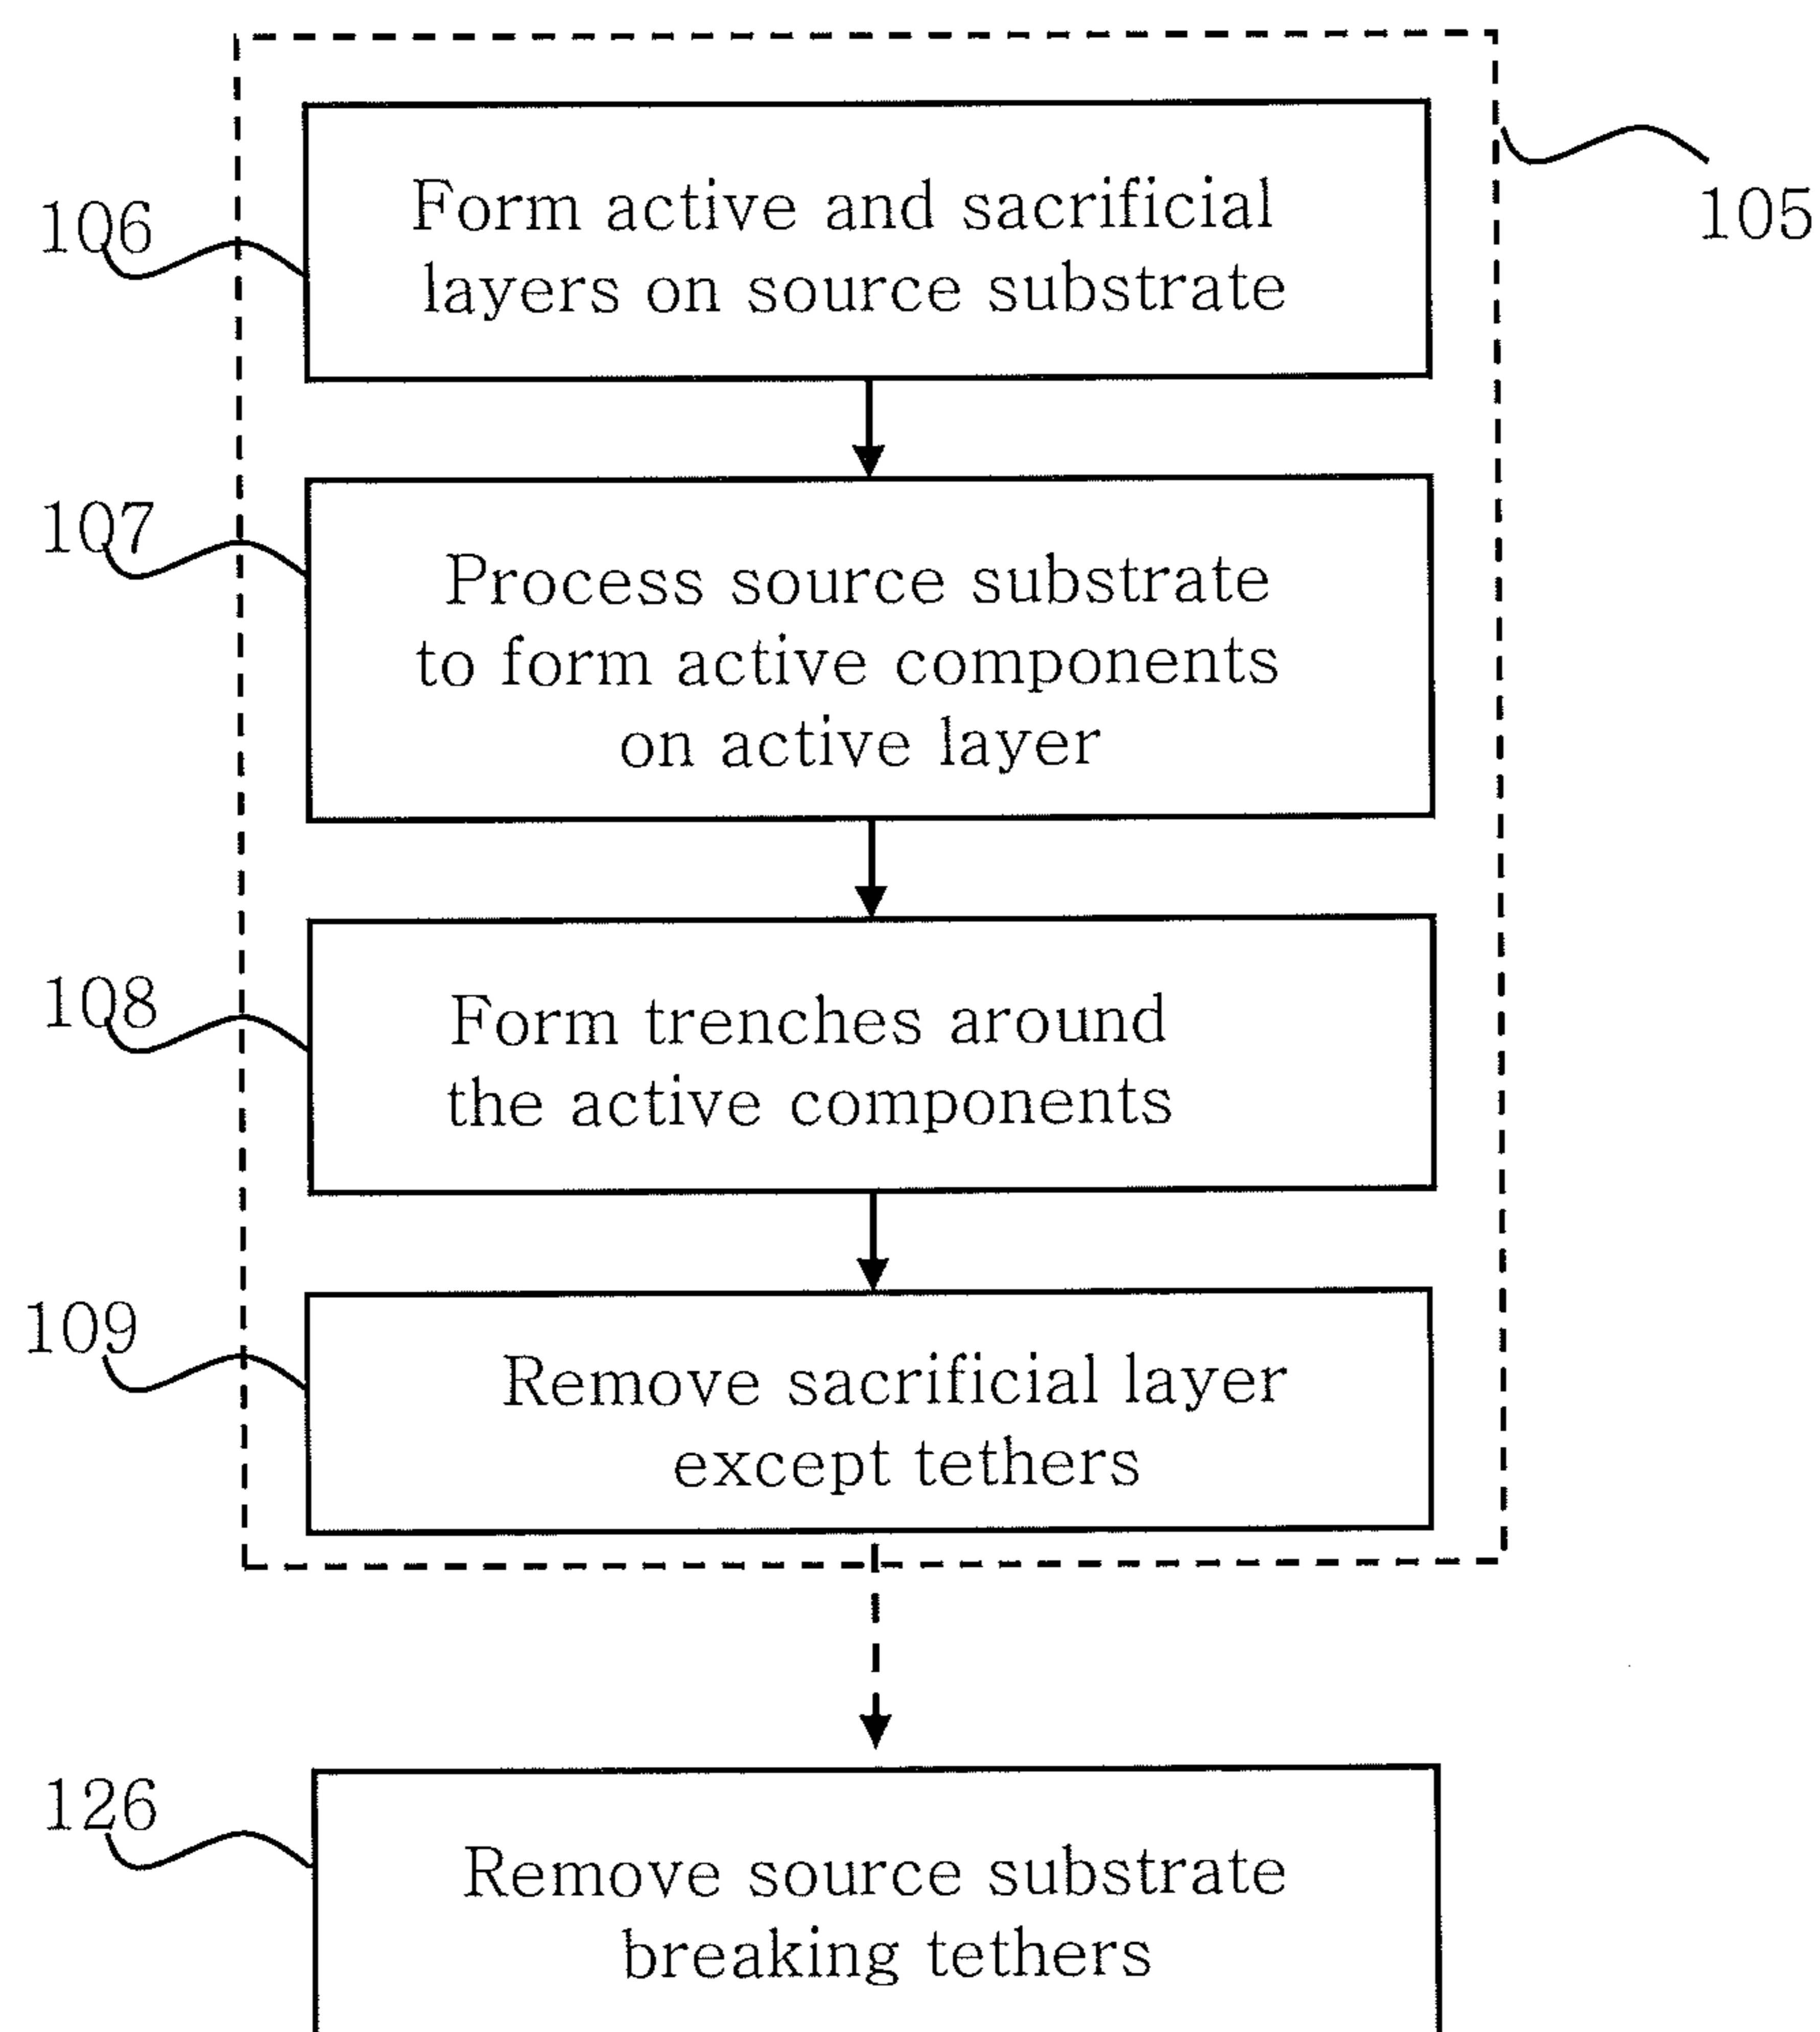 105
106
Form active and sacrificial
layers on source substrate
107
Process source substrate
to form active components
on active layer
108
Form trenches around
the active components
109
Remove sacrificial layer
except tethers
126
Remove source substrate
breaking tethers